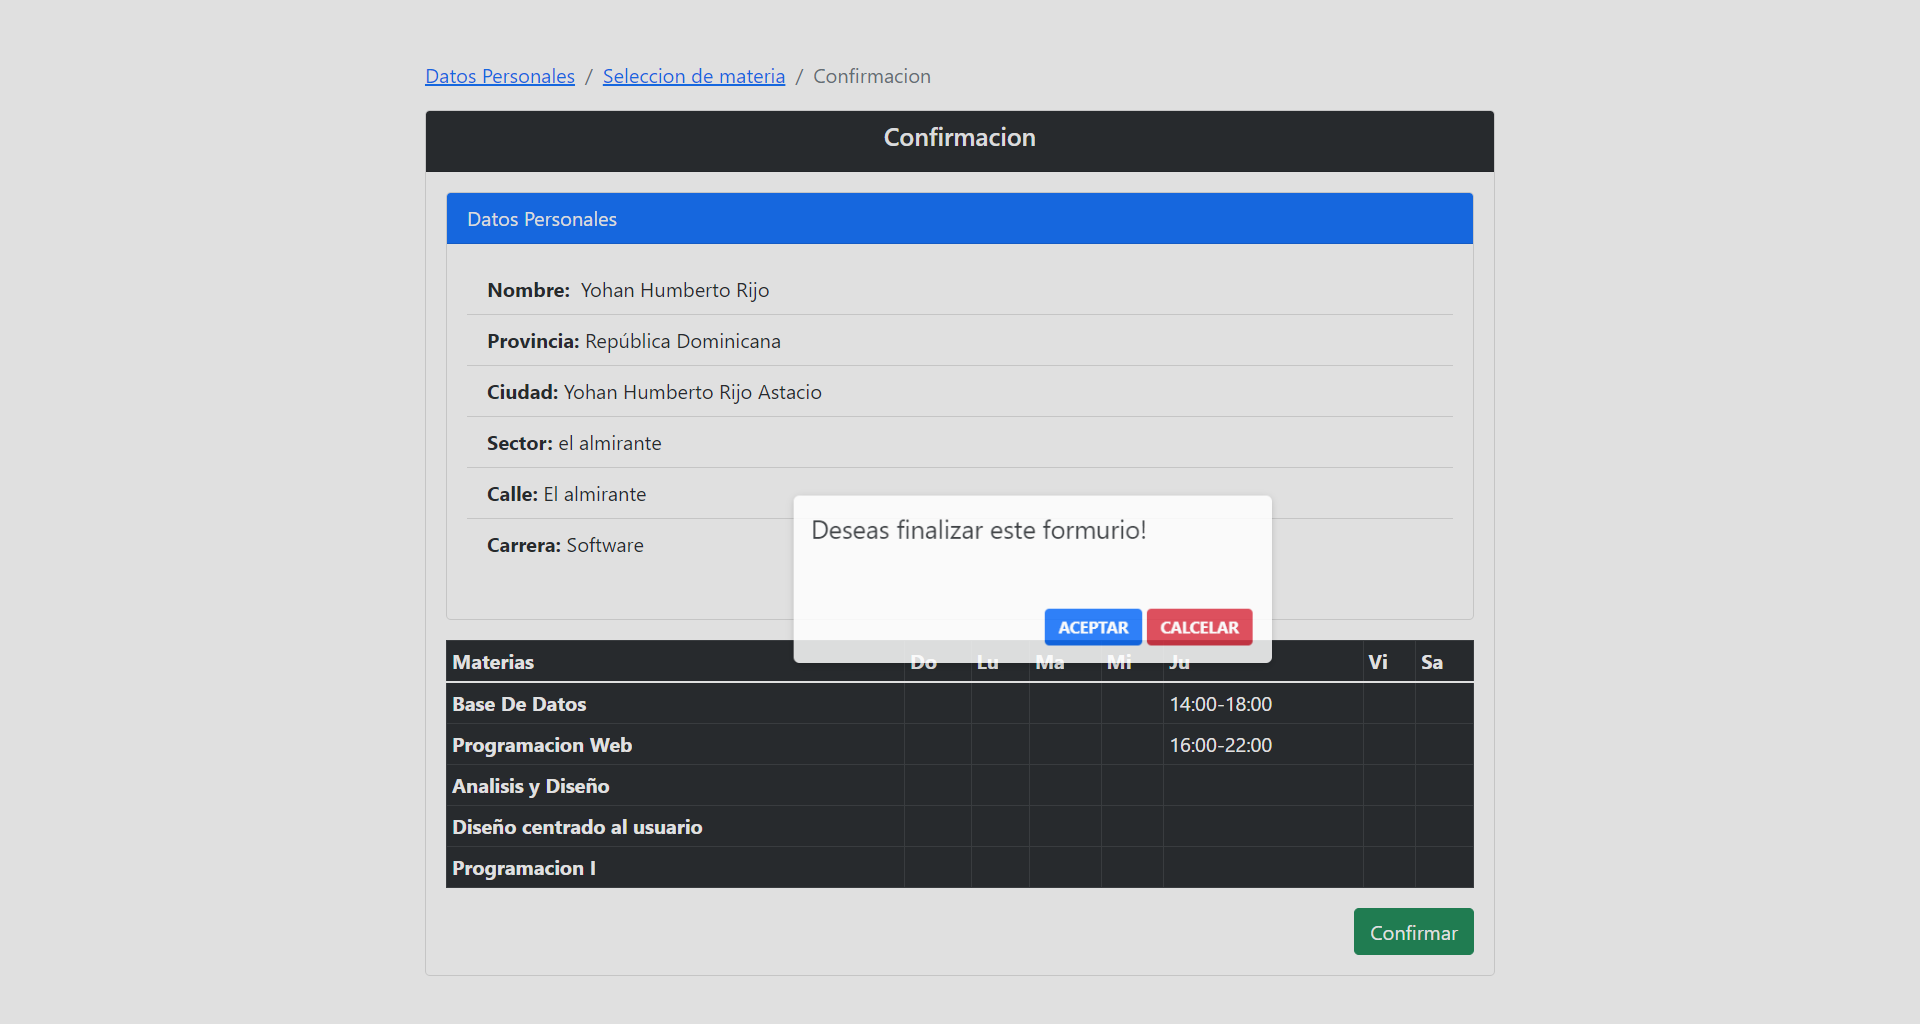 Datos Personales / Seleccion de materia / Confirmacion
Confirmacion
Datos Personales
Nombre: Yohan Humberto Rijo
Provincia: República Dominicana
Ciudad: Yohan Humberto Rijo Astacio
Sector: el almirante
Calle: El almirante
Carrera: Software
Deseas finalizar este formurio!
ACEPTAR CALCELAR
Materias Do Lu Ma Mi Ju Vi Sa
Base De Datos 14:00-18:00
Programacion Web 16:00-22:00
Analisis y Diseño
Diseño centrado al usuario
Programacion I
Confirmar